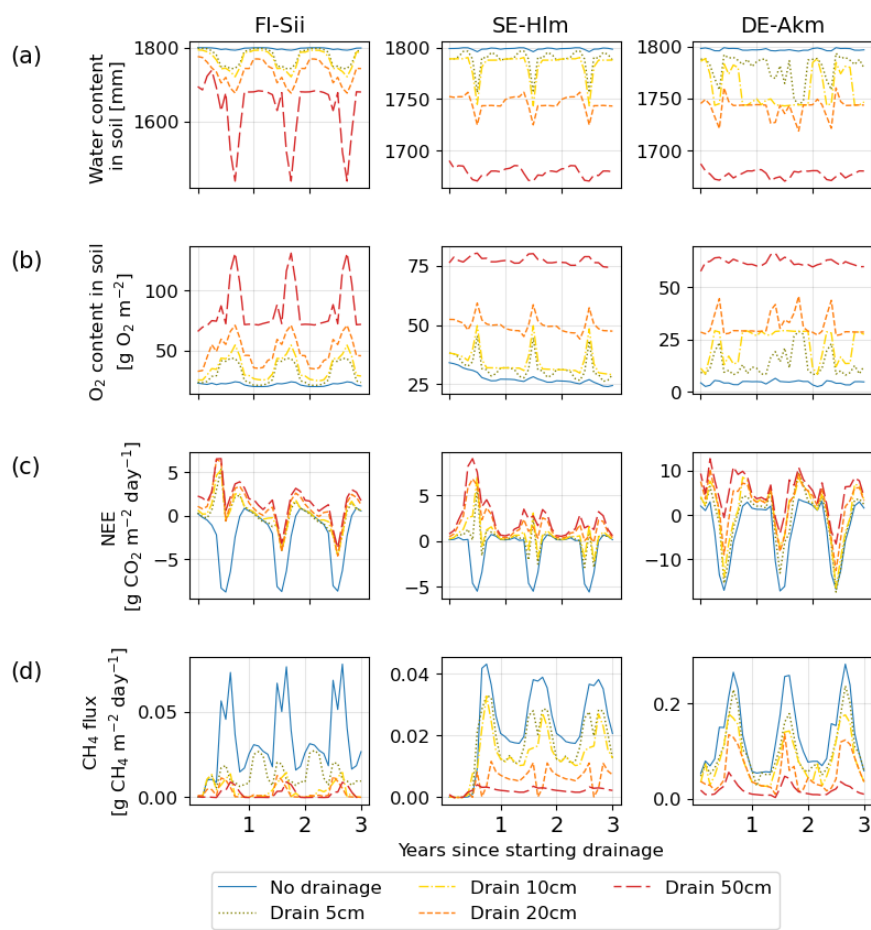 FI-Sii SE-Hlm DE-Akm
(a)
Water content
in soil [mm]
1800
1600
1800
1750
1700
1800
1750
1700
(b)
O₂ content in soil
[g O₂ m⁻²]
100
50
75
50
25
50
25
0
(c)
NEE
[g CO₂ m⁻² day⁻¹]
5
0
−5
5
0
−5
10
0
−10
(d)
CH₄ flux
[g CH₄ m⁻² day⁻¹]
0.05
0.00
0.04
0.02
0.00
0.2
0.0
1 2 3 1 2 3 1 2 3
Years since starting drainage
No drainage Drain 10cm Drain 50cm
Drain 5cm Drain 20cm